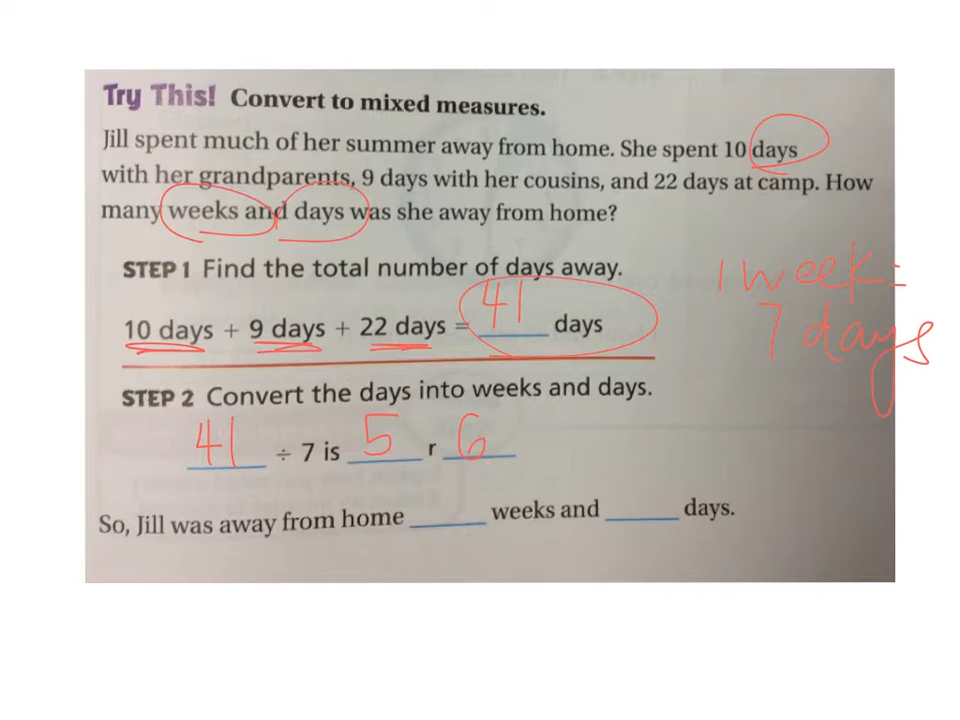 Try This! Convert to mixed measures.
Jill spent much of her summer away from home. She spent 10 days
with her grandparents, 9 days with her cousins, and 22 days at camp. How
many weeks and days was she away from home?
STEP 1 Find the total number of days away.
10 days + 9 days + 22 days = 41 days
1 week =
7 days
STEP 2 Convert the days into weeks and days.
41 ÷ 7 is 5 r 6
So, Jill was away from home ____ weeks and ____ days.